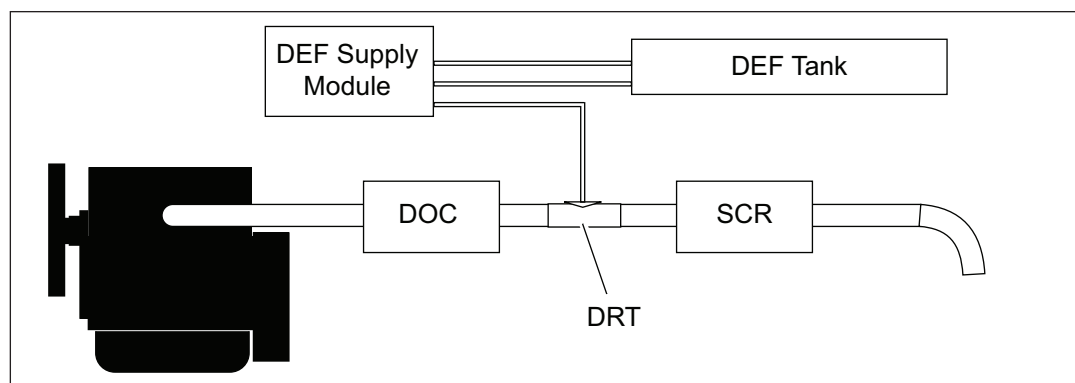 DEF Supply
Module
DEF Tank
DOC
SCR
DRT